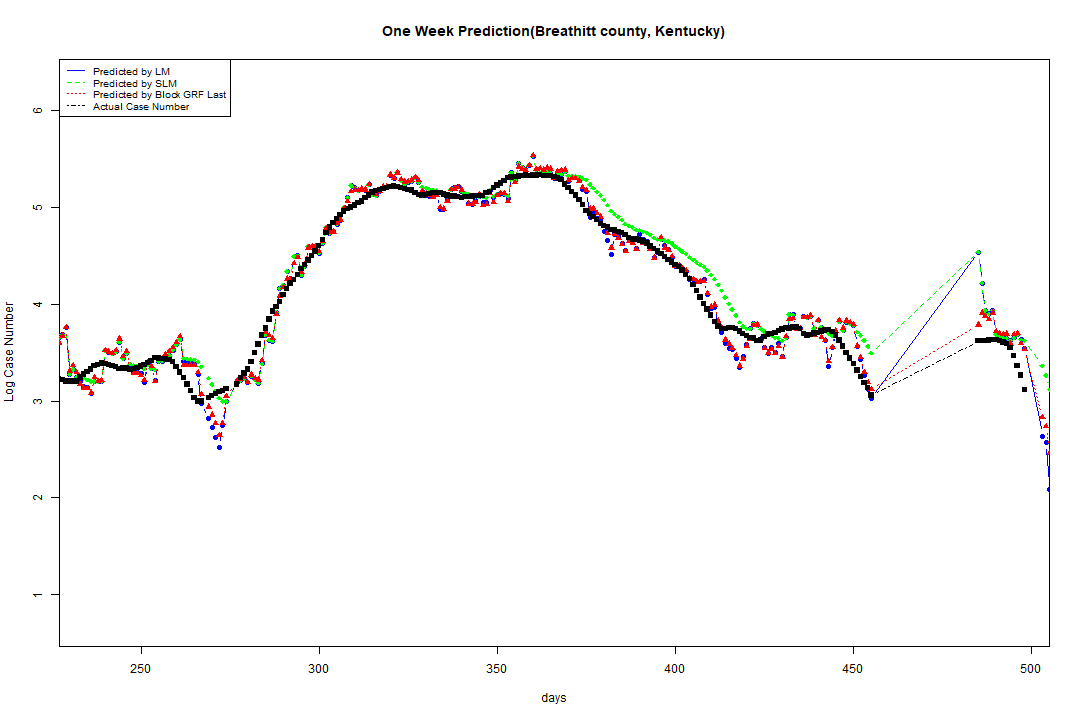 One Week Prediction(Breathitt county, Kentucky)
Predicted by LM
Predicted by SLM
Predicted by Block GRF Last
Actual Case Number
Log Case Number
6
5
4
3
2
1
250 300 350 400 450 500
days